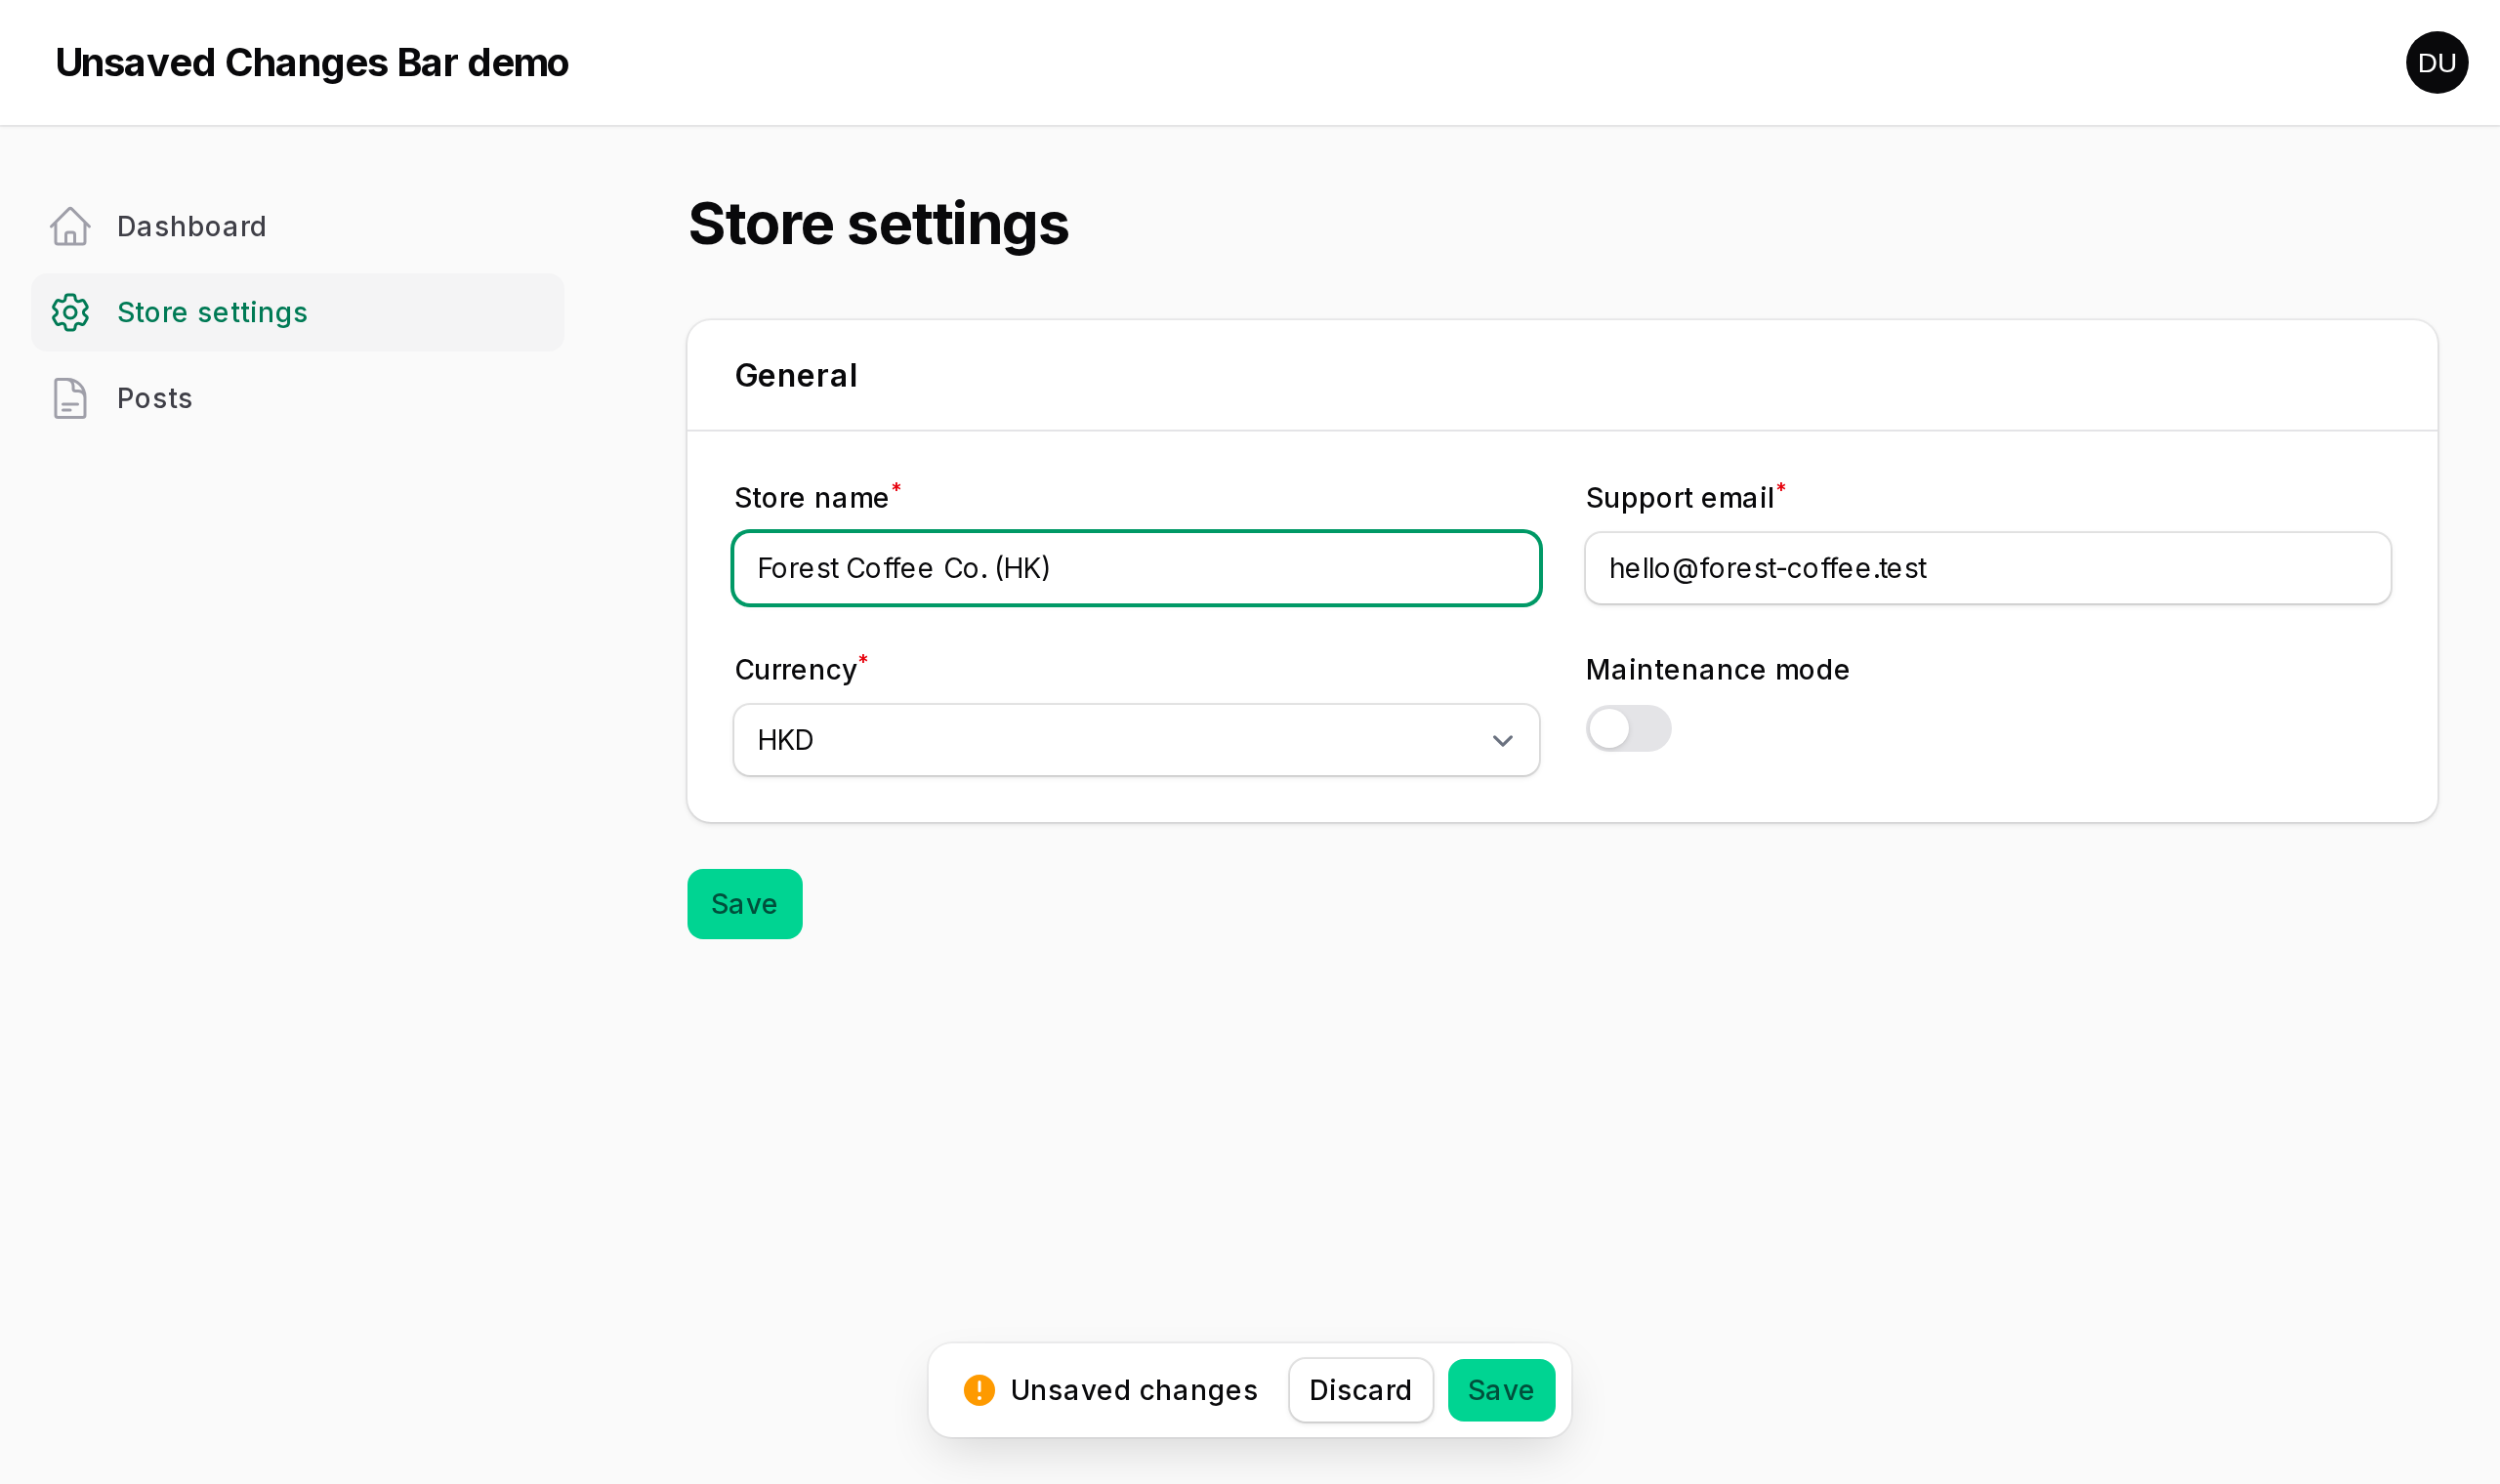 Unsaved Changes Bar demo
DU
Dashboard
Store settings
Posts
Store settings
General
Store name*
Support email*
Forest Coffee Co. (HK)
hello@forest-coffee.test
Currency*
Maintenance mode
HKD
Save
Unsaved changes
Discard
Save